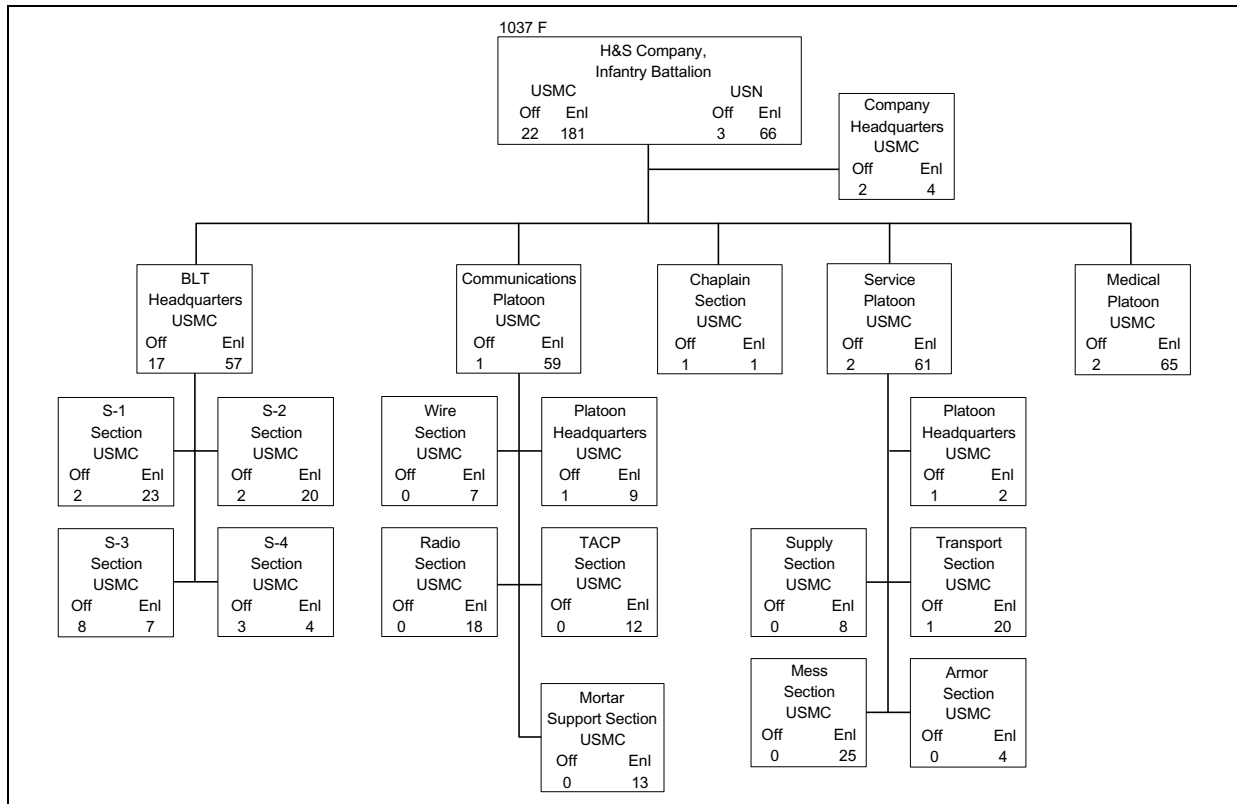 1037 F
H&S Company,
Infantry Battalion
USMC USN
Off Enl Off Enl
22 181 3 66
Company
Headquarters
USMC
Off Enl
2 4
BLT
Headquarters
USMC
Off Enl
17 57
Communications
Platoon
USMC
Off Enl
1 59
Chaplain
Section
USMC
Off Enl
1 1
Service
Platoon
USMC
Off Enl
2 61
Medical
Platoon
USMC
Off Enl
2 65
S-1
Section
USMC
Off Enl
2 23
S-2
Section
USMC
Off Enl
2 20
Wire
Section
USMC
Off Enl
0 7
Platoon
Headquarters
USMC
Off Enl
1 9
Platoon
Headquarters
USMC
Off Enl
1 2
S-3
Section
USMC
Off Enl
8 7
S-4
Section
USMC
Off Enl
3 4
Radio
Section
USMC
Off Enl
0 18
TACP
Section
USMC
Off Enl
0 12
Supply
Section
USMC
Off Enl
0 8
Transport
Section
USMC
Off Enl
1 20
Mortar
Support Section
USMC
Off Enl
0 13
Mess
Section
USMC
Off Enl
0 25
Armor
Section
USMC
Off Enl
0 4